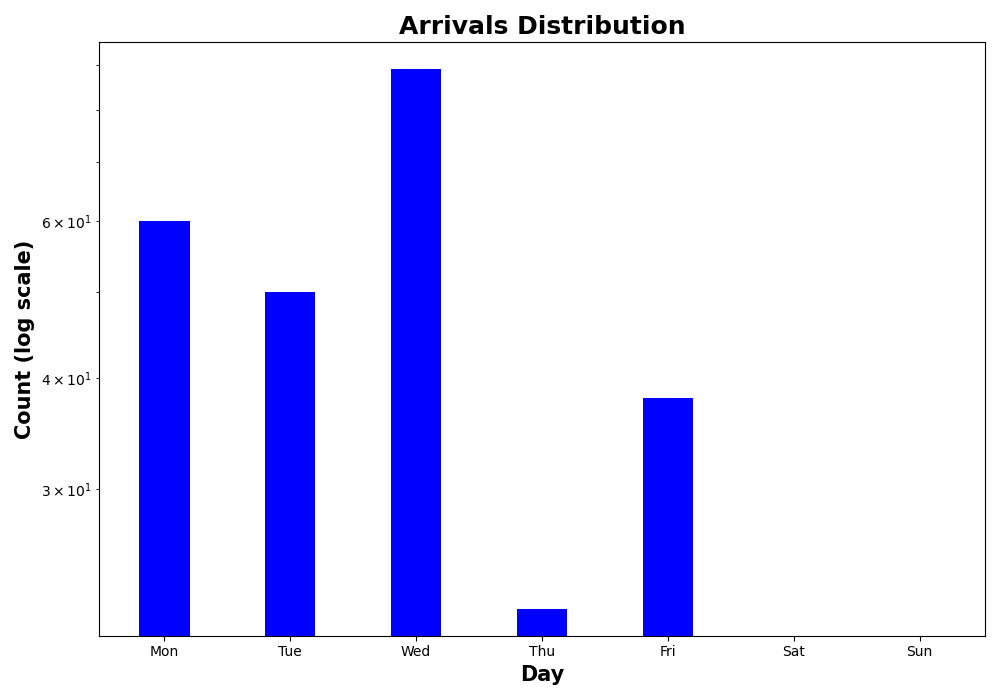 Arrivals Distribution
Count (log scale)
6 × 10¹
4 × 10¹
3 × 10¹
Mon Tue Wed Thu Fri Sat Sun
Day